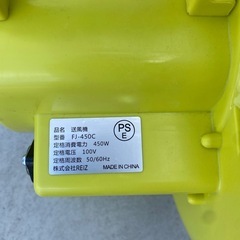 品名 送風機
型番 FJ-450C
定格消費電力 450W
定格電圧 100V
定格周波数 50/60Hz
株式会社REIZ MADE IN CHINA
PS
E